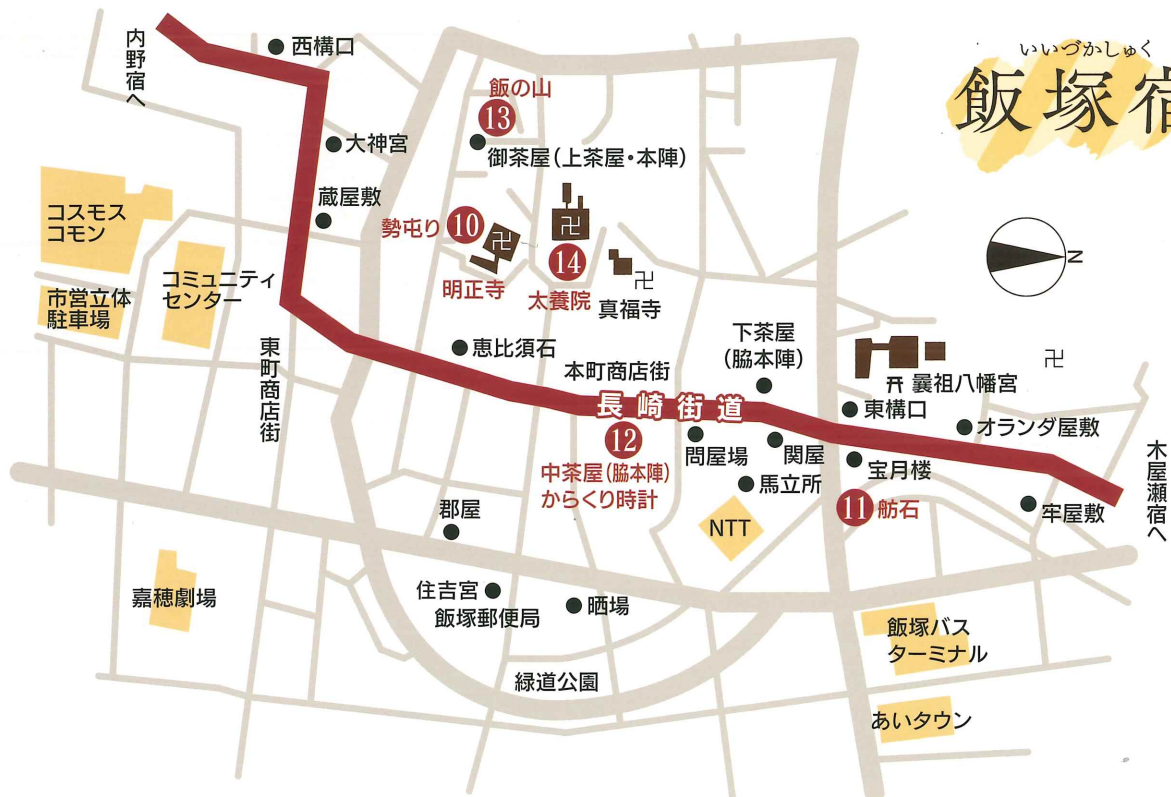 いいづかしゅく
飯塚宿
内野宿へ
西構口
飯の山
13
御茶屋（上茶屋・本陣）
大神宮
蔵屋敷
コスモス
コモン
コミュニティ
センター
市営立体
駐車場
東町商店街
勢屯り
10
明正寺
14
太養院
真福寺
N
恵比須石
本町商店街
下茶屋
（脇本陣）
曩祖八幡宮
東構口
オランダ屋敷
長崎街道
12
中茶屋（脇本陣）
からくり時計
問屋場
関屋
馬立所
宝月楼
11
舫石
牢屋敷
木屋瀬宿へ
NTT
郡屋
住吉宮
飯塚郵便局
晒場
嘉穂劇場
緑道公園
飯塚バス
ターミナル
あいタウン